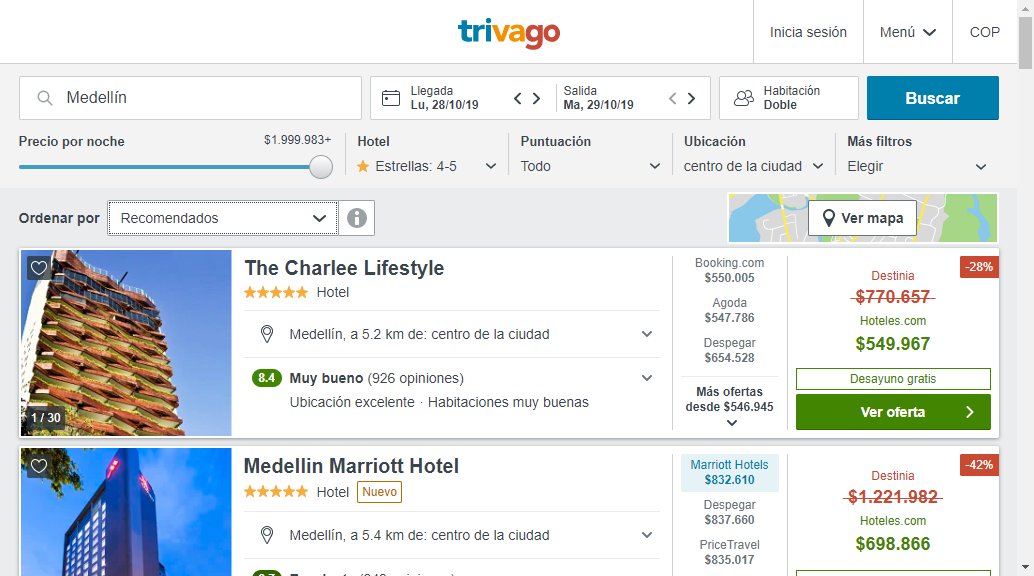 trivago
Inicia sesión
Menú
COP
Medellín
Llegada
Lu, 28/10/19
Salida
Ma, 29/10/19
Habitación
Doble
Buscar
Precio por noche
$1.999.983+
Hotel
Estrellas: 4-5
Puntuación
Todo
Ubicación
centro de la ciudad
Más filtros
Elegir
Ordenar por
Recomendados
Ver mapa
1 / 30
The Charlee Lifestyle
Hotel
Medellín, a 5.2 km de: centro de la ciudad
8.4 Muy bueno (926 opiniones)
Ubicación excelente · Habitaciones muy buenas
Booking.com
$550.005
Agoda
$547.786
Despegar
$654.528
Más ofertas
desde $546.945
-28%
Destinia
$770.657
Hoteles.com
$549.967
Desayuno gratis
Ver oferta
Medellin Marriott Hotel
Hotel Nuevo
Medellín, a 5.4 km de: centro de la ciudad
Marriott Hotels
$832.610
Despegar
$837.660
PriceTravel
$835.017
-42%
Destinia
$1.221.982
Hoteles.com
$698.866